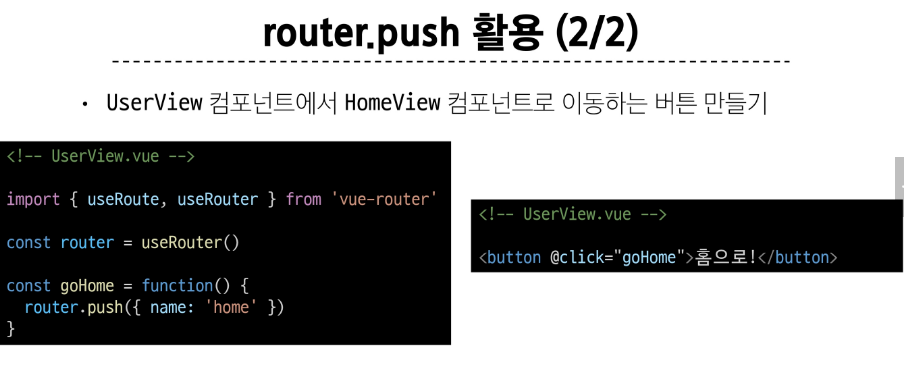 router.push 활용 (2/2)
• UserView 컴포넌트에서 HomeView 컴포넌트로 이동하는 버튼 만들기
<!-- UserView.vue -->
import { useRoute, useRouter } from 'vue-router'
const router = useRouter()
const goHome = function() {
  router.push({ name: 'home' })
}
<!-- UserView.vue -->
<button @click="goHome">홈으로!</button>